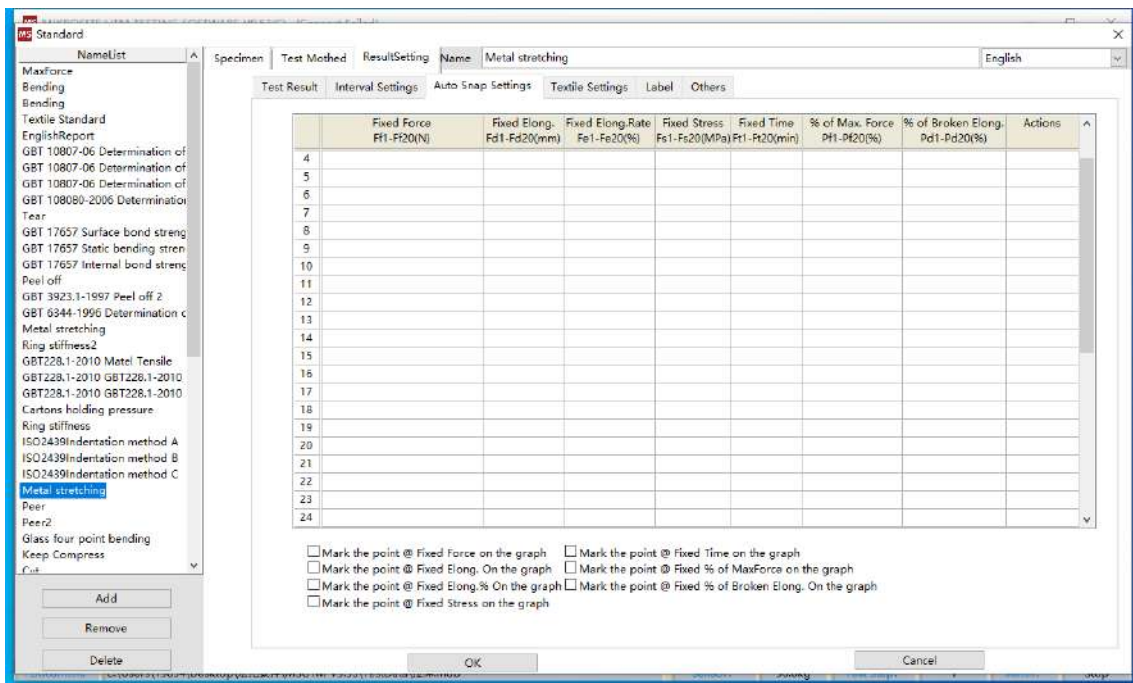 MS Standard
NameList
MaxForce
Bending
Bending
Textile Standard
EnglishReport
GBT 10807-06 Determination of
GBT 10807-06 Determination of
GBT 10807-06 Determination of
GBT 108080-2006 Determination
Tear
GBT 17657 Surface bond streng
GBT 17657 Static bending stren
GBT 17657 Internal bond streng
Peel off
GBT 3923.1-1997 Peel off 2
GBT 6344-1996 Determination c
Metal stretching
Ring stiffness2
GBT228.1-2010 Matel Tensile
GBT228.1-2010 GBT228.1-2010
GBT228.1-2010 GBT228.1-2010
Cartons holding pressure
Ring stiffness
ISO2439Indentation method A
ISO2439Indentation method B
ISO2439Indentation method C
Metal stretching
Peer
Peer2
Glass four point bending
Keep Compress
Cut
Add
Remove
Delete
Specimen Test Mothed ResultSetting Name Metal stretching English
Test Result Interval Settings Auto Snap Settings Textile Settings Label Others
Fixed Force Fixed Elong. Fixed Elong.Rate Fixed Stress Fixed Time % of Max. Force % of Broken Elong. Actions
Ff1-Ff20(N) Fd1-Fd20(mm) Fe1-Fe20(%) Fs1-Fs20(MPa) Ft1-Ft20(min) Pf1-Pf20(%) Pd1-Pd20(%)
4
5
6
7
8
9
10
11
12
13
14
15
16
17
18
19
20
21
22
23
24
Mark the point @ Fixed Force on the graph Mark the point @ Fixed Time on the graph
Mark the point @ Fixed Elong. On the graph Mark the point @ Fixed % of MaxForce on the graph
Mark the point @ Fixed Elong.% On the graph Mark the point @ Fixed % of Broken Elong. On the graph
Mark the point @ Fixed Stress on the graph
OK Cancel